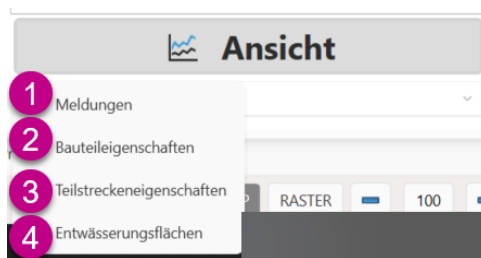 Ansicht
1 Meldungen
2 Bauteileigenschaften
3 Teilstreckeneigenschaften
RASTER 100
4 Entwässerungsflächen